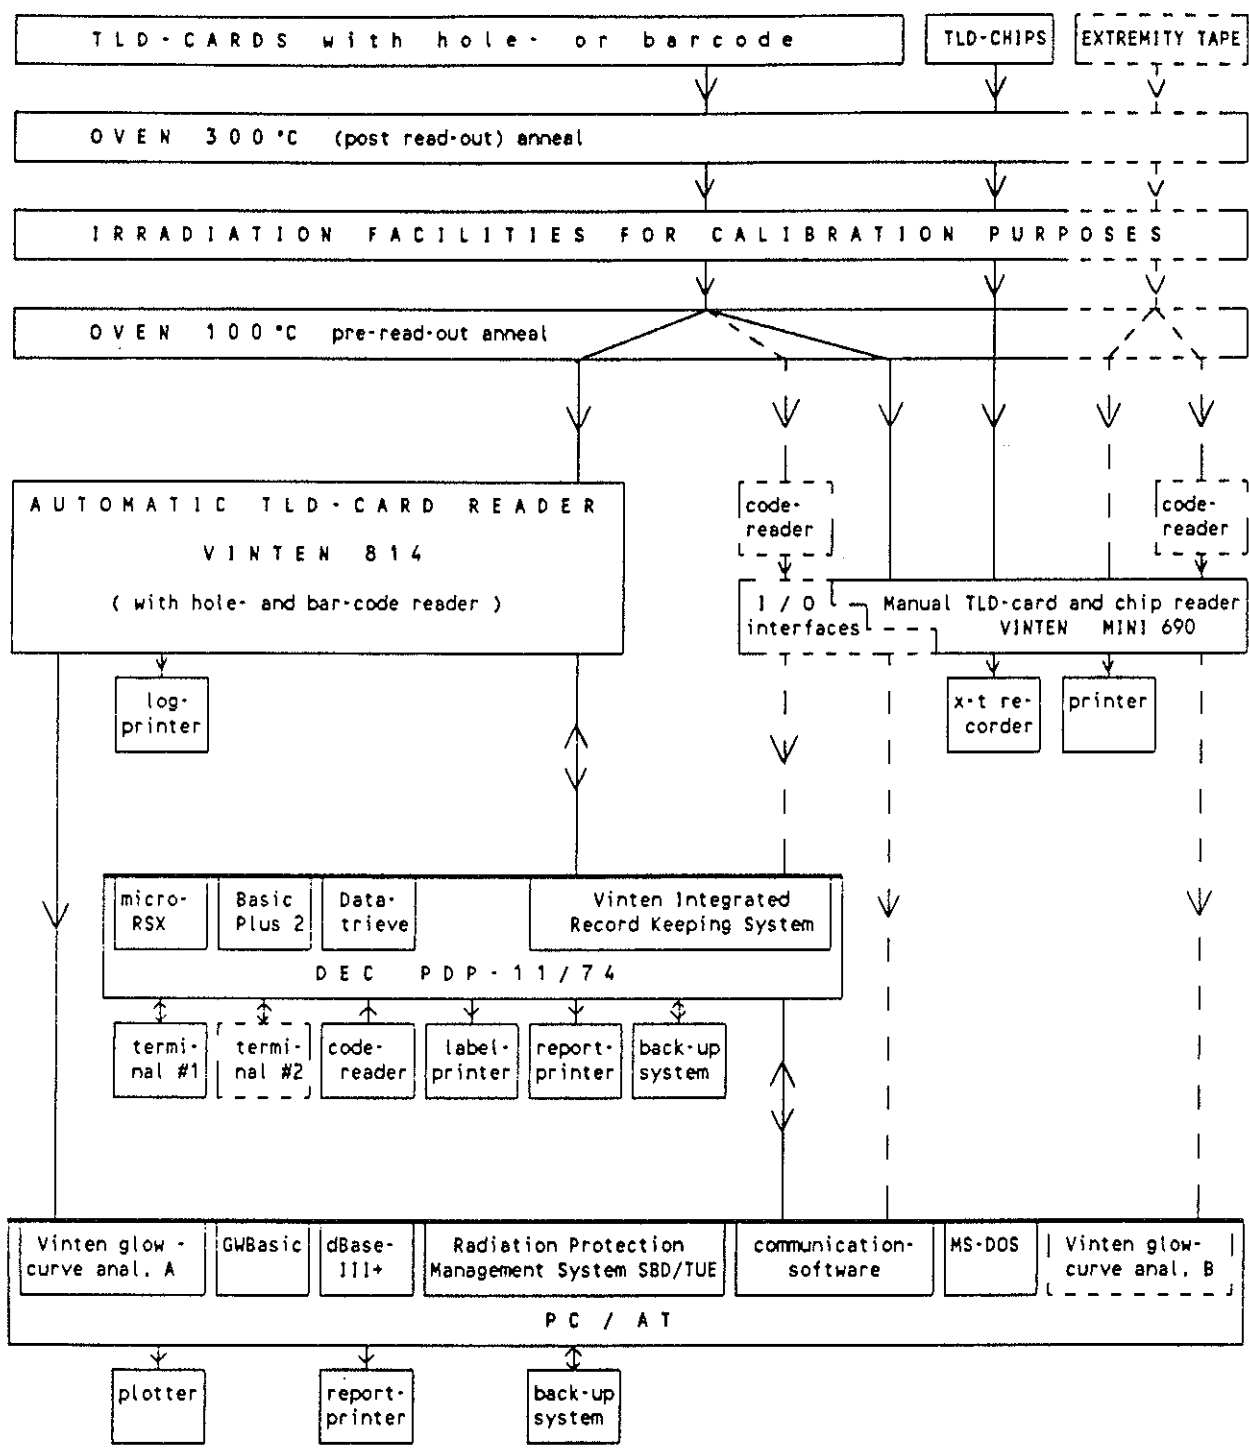 TLD-CARDS with hole- or barcode
TLD-CHIPS
EXTREMITY TAPE
OVEN 300°C (post read-out) anneal
IRRADIATION FACILITIES FOR CALIBRATION PURPOSES
OVEN 100°C pre-read-out anneal
AUTOMATIC TLD-CARD READER
VINTEN 814
( with hole- and bar-code reader )
code-
reader
code-
reader
I / O
interfaces
Manual TLD-card and chip reader
VINTEN MINI 690
log-
printer
x-t re-
corder
printer
micro-
RSX
Basic
Plus 2
Data-
trieve
Vinten Integrated
Record Keeping System
DEC PDP-11/74
termi-
nal #1
termi-
nal #2
code-
reader
label-
printer
report-
printer
back-up
system
Vinten glow -
curve anal. A
GWBasic
dBase-
III+
Radiation Protection
Management System SBD/TUE
communication-
software
MS-DOS
Vinten glow-
curve anal. B
PC / AT
plotter
report-
printer
back-up
system